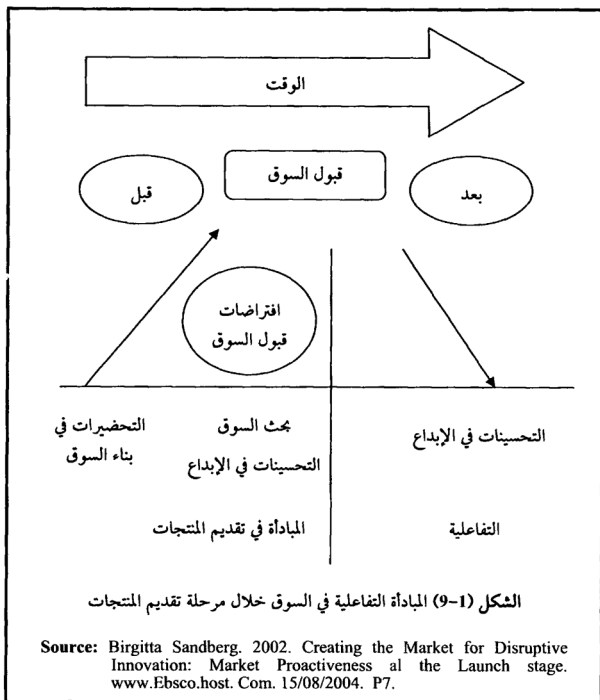 الوقت
قبل
قبول السوق
بعد
افتراضات
قبول السوق
التحضيرات في
بناء السوق
بحث السوق
التحسينات في الإبداع
التحسينات في الإبداع
المبادأة في تقديم المنتجات
التفاعلية
الشكل (1-9) المبادأة التفاعلية في السوق خلال مرحلة تقديم المنتجات
Source: Birgitta Sandberg. 2002. Creating the Market for Disruptive
Innovation: Market Proactiveness al the Launch stage.
www.Ebsco.host. Com. 15/08/2004. P7.